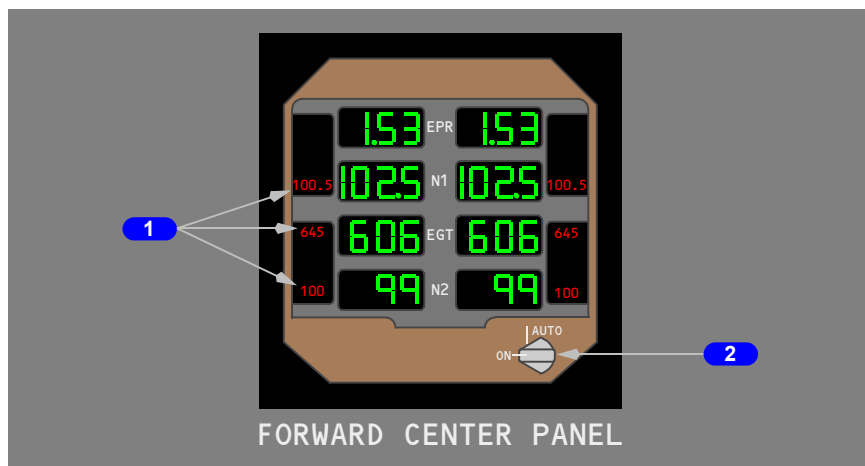 1.53 EPR 1.53
100.5 102.5 N1 102.5 100.5
1
645 606 EGT 606 645
100 99 N2 99 100
AUTO
ON
2
FORWARD CENTER PANEL